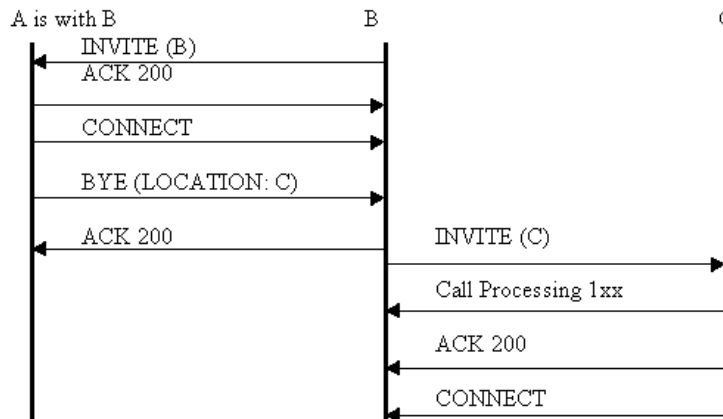 A is with B
B
INVITE (B)
ACK 200
CONNECT
BYE (LOCATION: C)
ACK 200
INVITE (C)
Call Processing 1xx
ACK 200
CONNECT